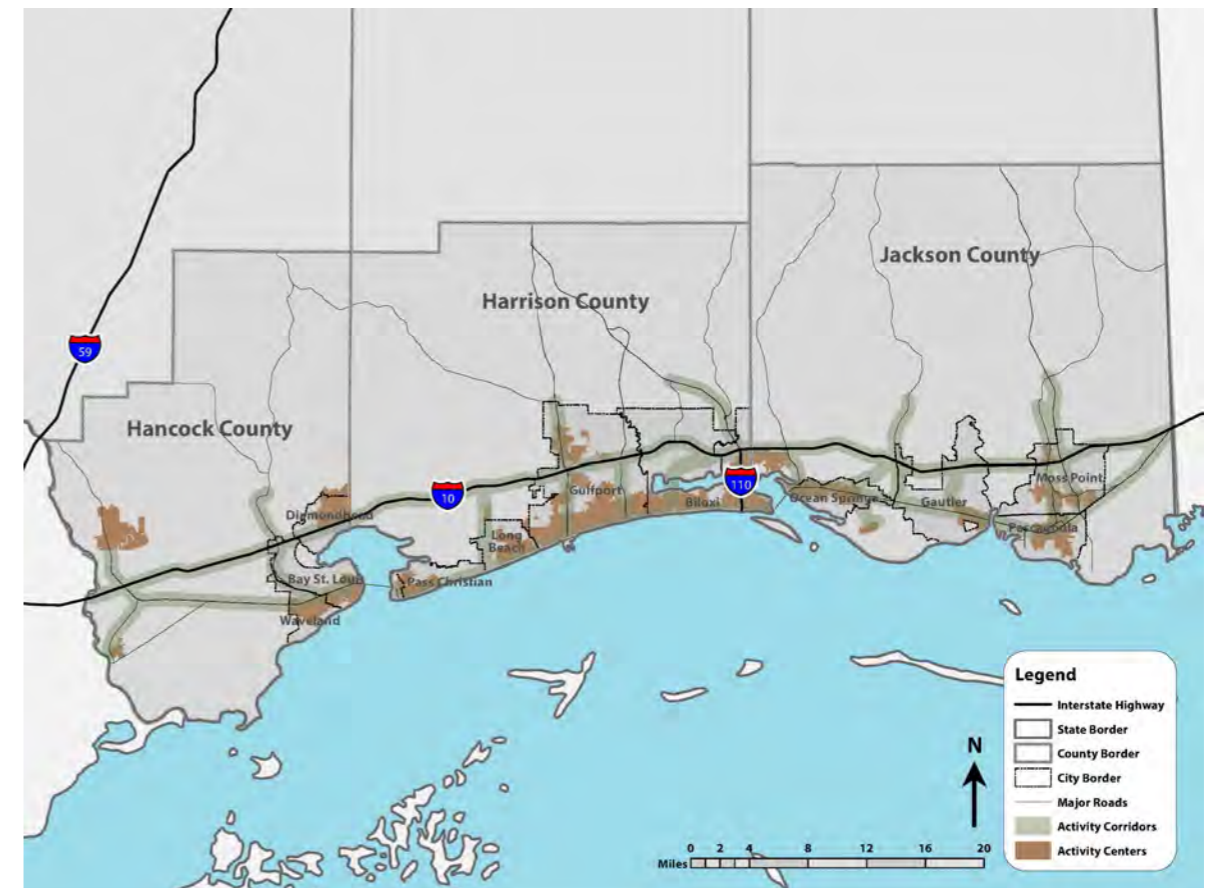 Jackson County
Harrison County
59
Hancock County
Moss Point
110
10
Gulfport
Biloxi
Ocean Springs
Gautier
Diamondhead
Pascagoula
Long
Beach
Bay St. Louis
Pass Christian
Waveland
Legend
Interstate Highway
State Border
County Border
City Border
Major Roads
Activity Corridors
Activity Centers
N
0 2 4 8 12 16 20
Miles